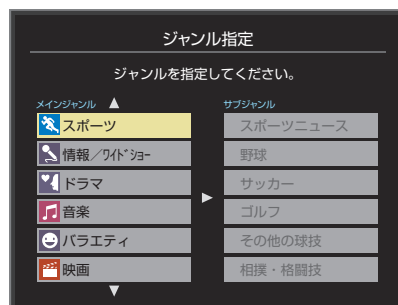 ジャンル指定
ジャンルを指定してください。
メインジャンル
スポーツ
情報／ﾜｲﾄﾞｼｮｰ
ドラマ
音楽
バラエティ
映画
サブジャンル
スポーツニュース
野球
サッカー
ゴルフ
その他の球技
相撲・格闘技